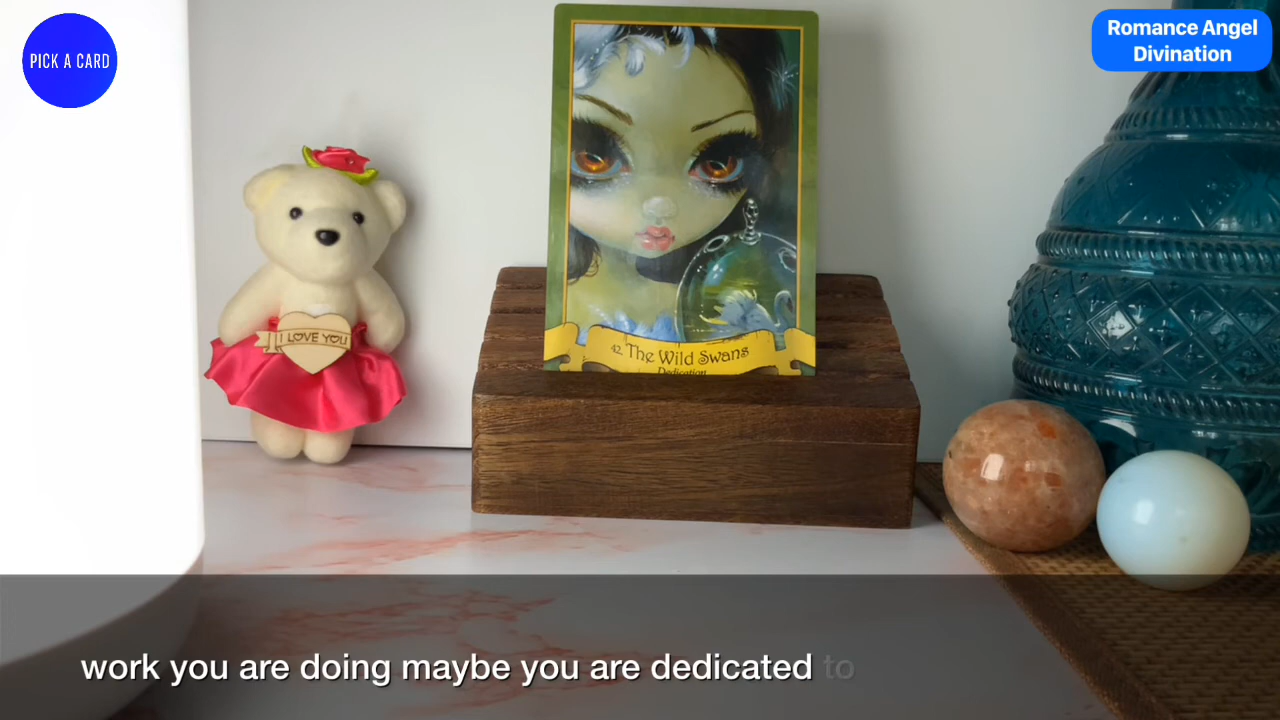 PICK A CARD
Romance Angel
Divination
I LOVE YOU
42 The Wild Swans
Dedication
work you are doing maybe you are dedicated to